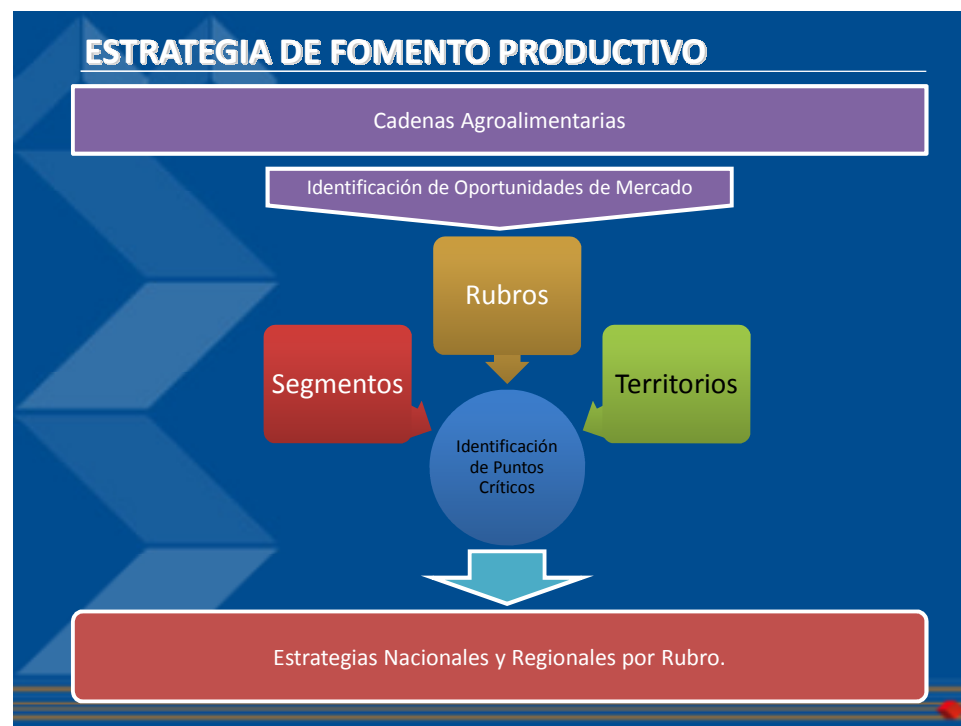 ESTRATEGIA DE FOMENTO PRODUCTIVO
Cadenas Agroalimentarias
Identificación de Oportunidades de Mercado
Rubros
Segmentos
Territorios
Identificación
de Puntos
Críticos
Estrategias Nacionales y Regionales por Rubro.